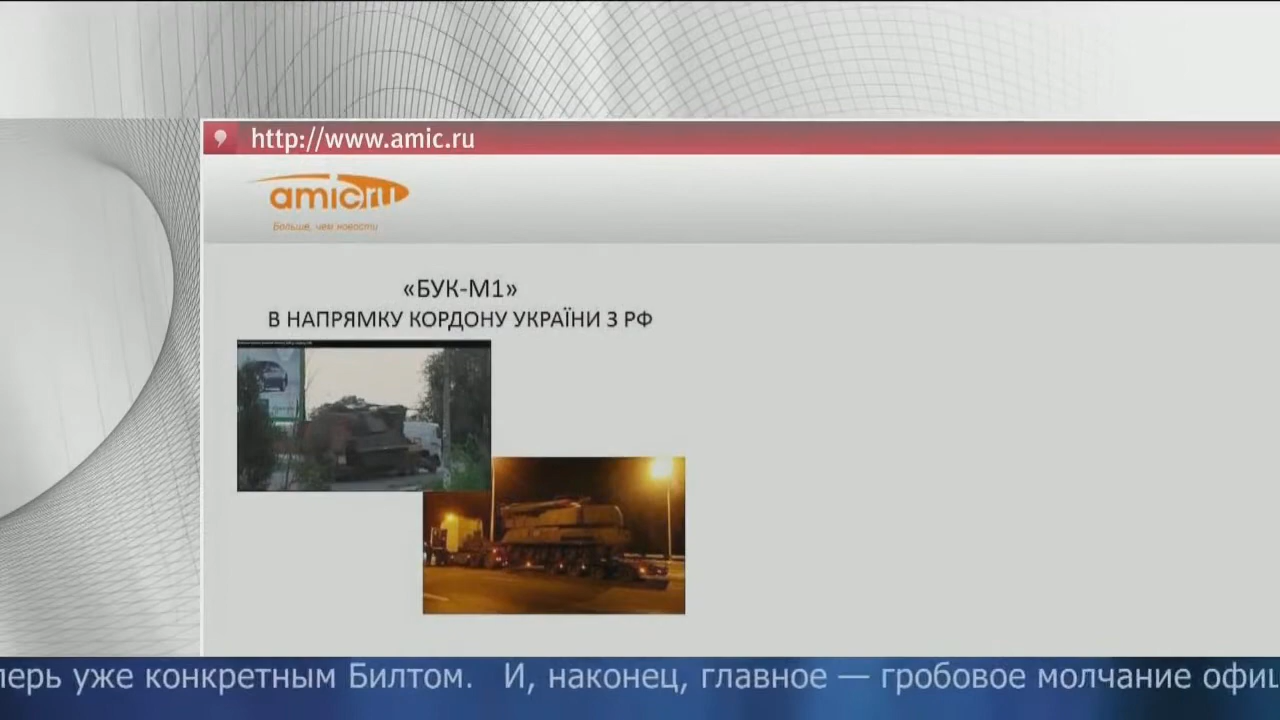 http://www.amic.ru
amic.ru
Больше, чем новости
«БУК-М1»
В НАПРЯМКУ КОРДОНУ УКРАЇНИ З РФ
перь уже конкретным Билтом. И, наконец, главное — гробовое молчание офиц